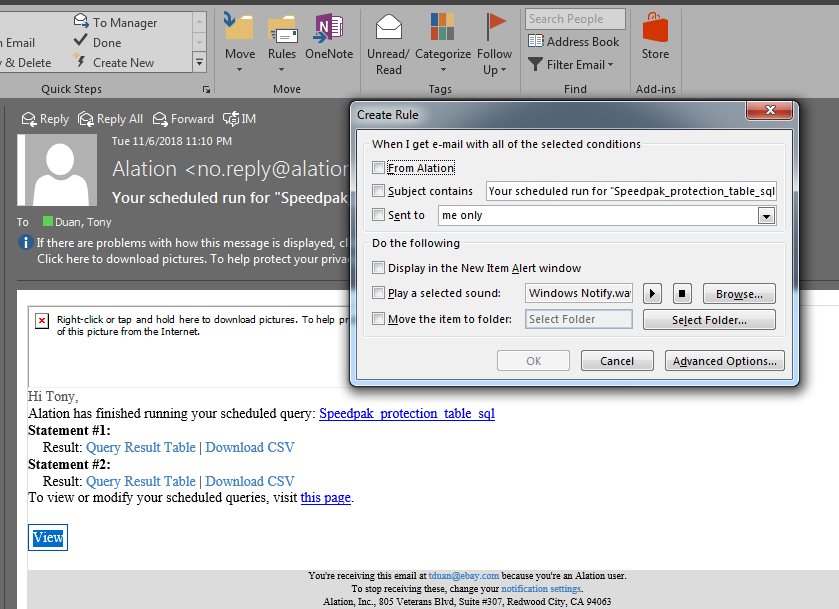 To Manager
Email
Done
y & Delete
Create New
Quick Steps
Move
Rules
OneNote
Move
Unread/
Read
Categorize
Follow
Up
Tags
Search People
Address Book
Filter Email
Find
Store
Add-ins
Reply Reply All Forward IM
Tue 11/6/2018 11:10 PM
Alation <no.reply@alation
Your scheduled run for "Speedpak_
To Duan, Tony
If there are problems with how this message is displayed, cl
Click here to download pictures. To help protect your priva
Create Rule
When I get e-mail with all of the selected conditions
From Alation
Subject contains Your scheduled run for "Speedpak_protection_table_sql
Sent to me only
Do the following
Display in the New Item Alert window
Play a selected sound: Windows Notify.wav Browse...
Move the item to folder: Select Folder Select Folder...
OK Cancel Advanced Options...
Right-click or tap and hold here to download pictures. To help pr
of this picture from the Internet.
Hi Tony,
Alation has finished running your scheduled query: Speedpak_protection_table_sql
Statement #1:
Result: Query Result Table | Download CSV
Statement #2:
Result: Query Result Table | Download CSV
To view or modify your scheduled queries, visit this page.
View
You're receiving this email at tduan@ebay.com because you're an Alation user.
To stop receiving these, change your notification settings.
Alation, Inc., 805 Veterans Blvd, Suite #307, Redwood City, CA 94063